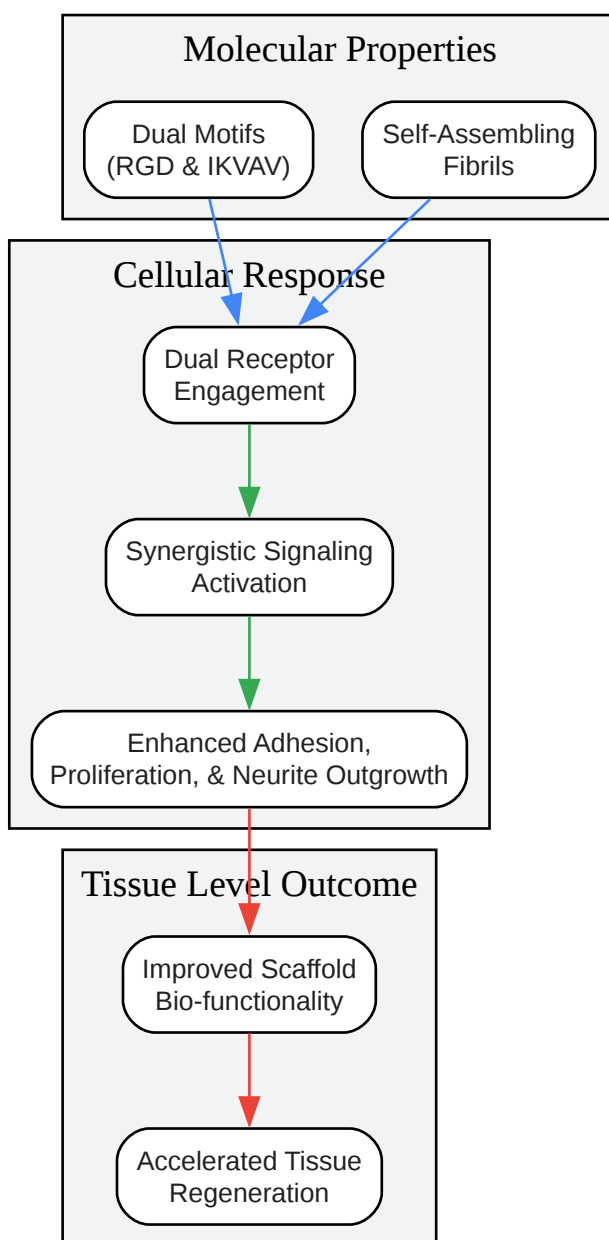 Molecular Properties
Dual Motifs
(RGD & IKVAV)
Self-Assembling
Fibrils
Cellular Response
Dual Receptor
Engagement
Synergistic Signaling
Activation
Enhanced Adhesion,
Proliferation, & Neurite Outgrowth
Tissue Level Outcome
Improved Scaffold
Bio-functionality
Accelerated Tissue
Regeneration